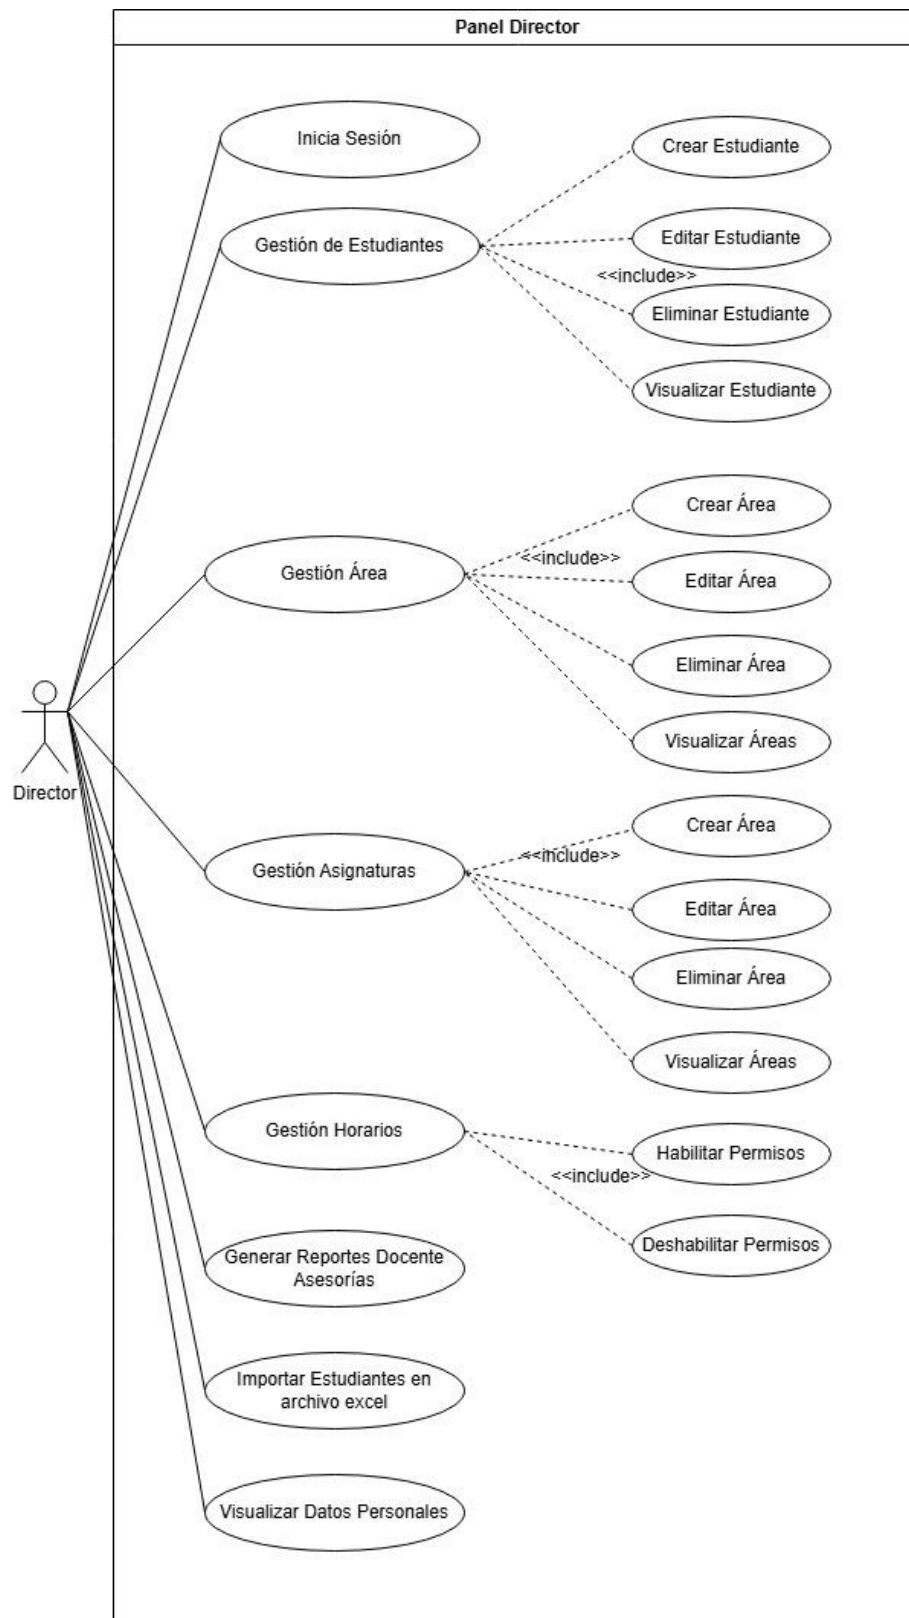 Panel Director
Inicia Sesión
Crear Estudiante
Gestión de Estudiantes
Editar Estudiante
<<include>>
Eliminar Estudiante
Visualizar Estudiante
Crear Área
<<include>>
Gestión Área
Editar Área
Eliminar Área
Visualizar Áreas
Director
Crear Área
<<include>>
Gestión Asignaturas
Editar Área
Eliminar Área
Visualizar Áreas
Gestión Horarios
Habilitar Permisos
<<include>>
Deshabilitar Permisos
Generar Reportes Docente
Asesorías
Importar Estudiantes en
archivo excel
Visualizar Datos Personales